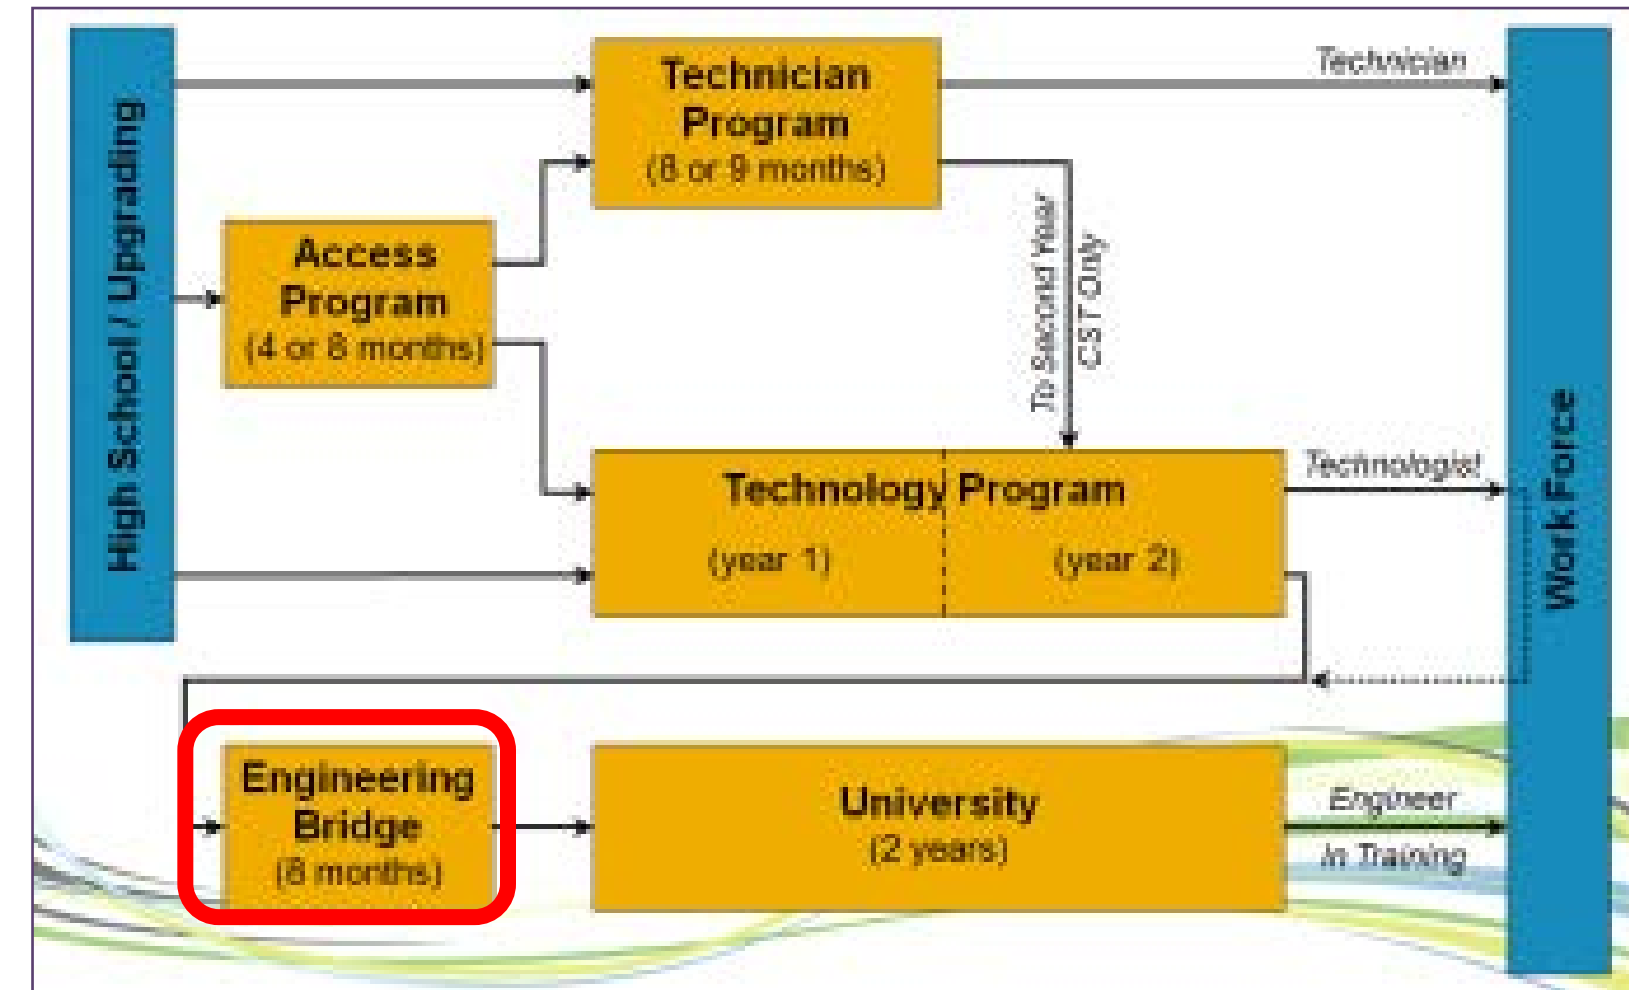 High School / Upgrading
Technician
Program
(8 or 9 months)
Technician
Access
Program
(4 or 8 months)
To Second Year
CST Only
Technology Program
(year 1)
(year 2)
Technologist
Work Force
Engineering
Bridge
(8 months)
University
(2 years)
Engineer
In Training